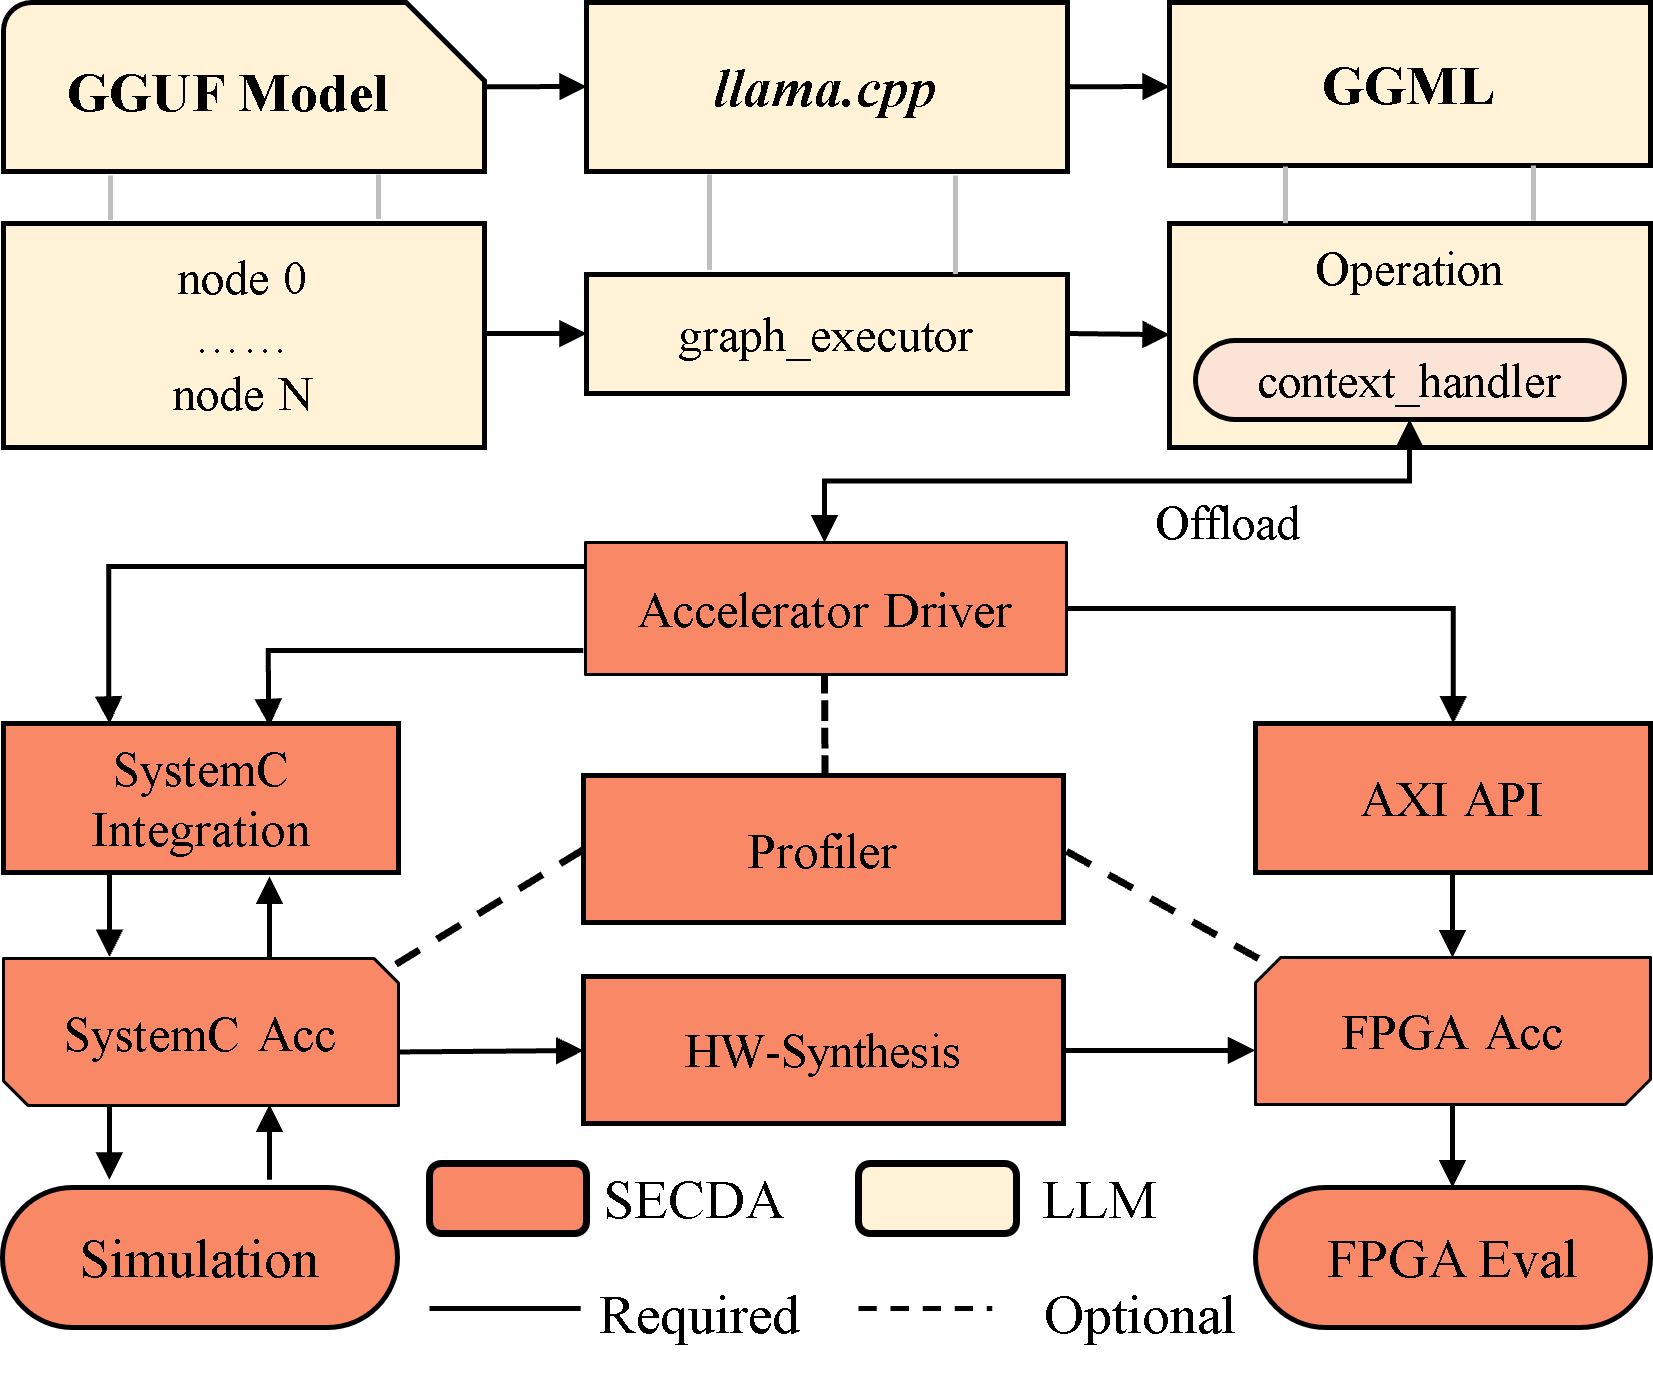 GGUF Model
llama.cpp
GGML
node 0
……
node N
graph_executor
Operation
context_handler
Offload
Accelerator Driver
SystemC
Integration
Profiler
AXI API
SystemC Acc
HW-Synthesis
FPGA Acc
SECDA
LLM
Simulation
FPGA Eval
Required
Optional